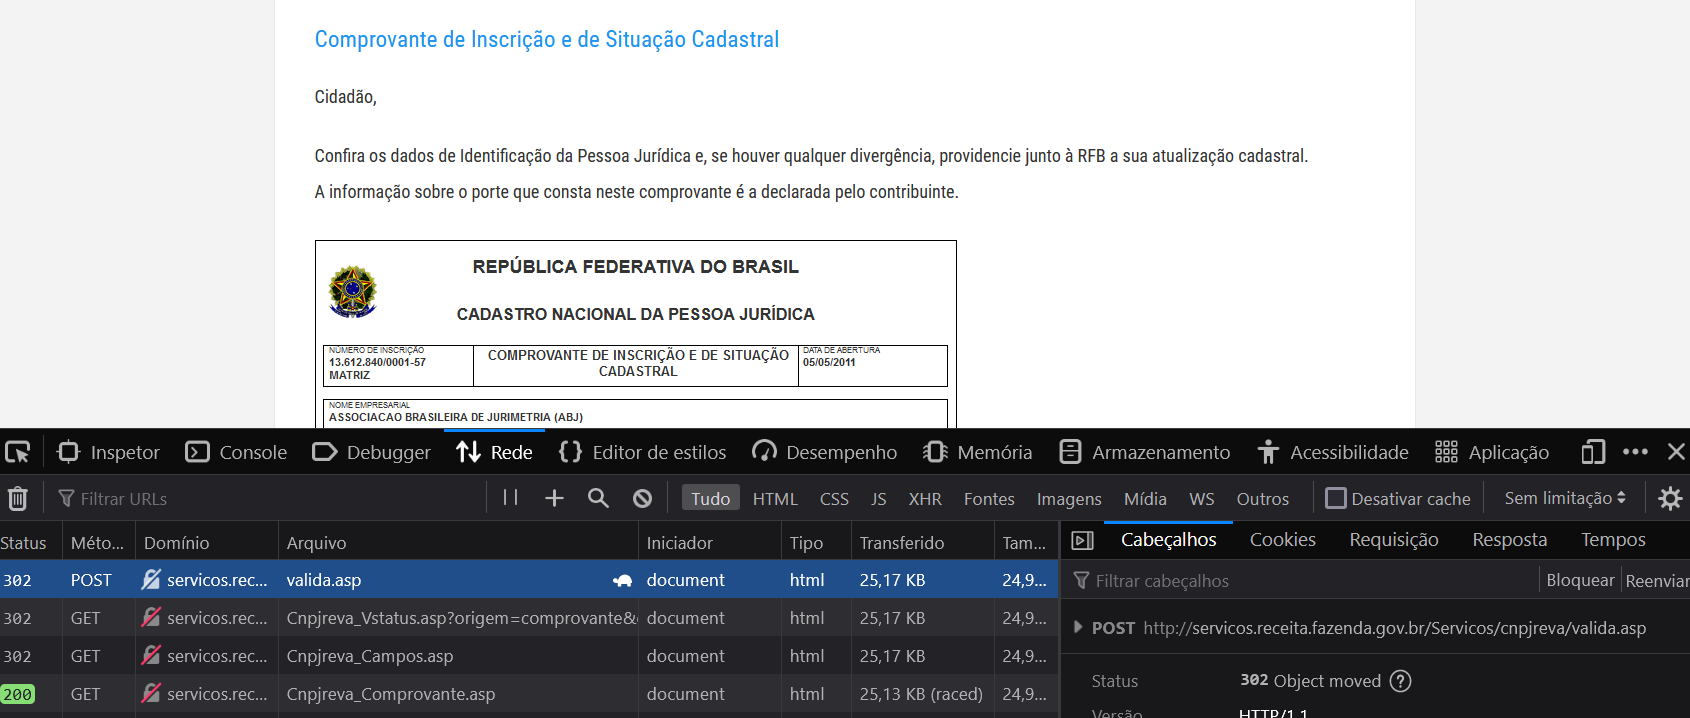 Comprovante de Inscrição e de Situação Cadastral
Cidadão,
Confira os dados de Identificação da Pessoa Jurídica e, se houver qualquer divergência, providencie junto à RFB a sua atualização cadastral.
A informação sobre o porte que consta neste comprovante é a declarada pelo contribuinte.
REPÚBLICA FEDERATIVA DO BRASIL
CADASTRO NACIONAL DA PESSOA JURÍDICA
NÚMERO DE INSCRIÇÃO
13.612.840/0001-57
MATRIZ
COMPROVANTE DE INSCRIÇÃO E DE SITUAÇÃO
CADASTRAL
DATA DE ABERTURA
05/05/2011
NOME EMPRESARIAL
ASSOCIACAO BRASILEIRA DE JURIMETRIA (ABJ)
Inspetor Console Debugger Rede Editor de estilos Desempenho Memória Armazenamento Acessibilidade Aplicação
Filtrar URLs Tudo HTML CSS JS XHR Fontes Imagens Mídia WS Outros Desativar cache Sem limitação
Status Méto... Domínio Arquivo Iniciador Tipo Transferido Tam...
302 POST servicos.rec... valida.asp document html 25,17 KB 24,9...
302 GET servicos.rec... Cnpjreva_Vstatus.asp?origem=comprovante& document html 25,17 KB 24,9...
302 GET servicos.rec... Cnpjreva_Campos.asp document html 25,17 KB 24,9...
200 GET servicos.rec... Cnpjreva_Comprovante.asp document html 25,13 KB (raced) 24,9...
Cabeçalhos Cookies Requisição Resposta Tempos
Filtrar cabeçalhos Bloquear Reenviar
POST http://servicos.receita.fazenda.gov.br/Servicos/cnpjreva/valida.asp
Status 302 Object moved ?
Versão HTTP/1.1